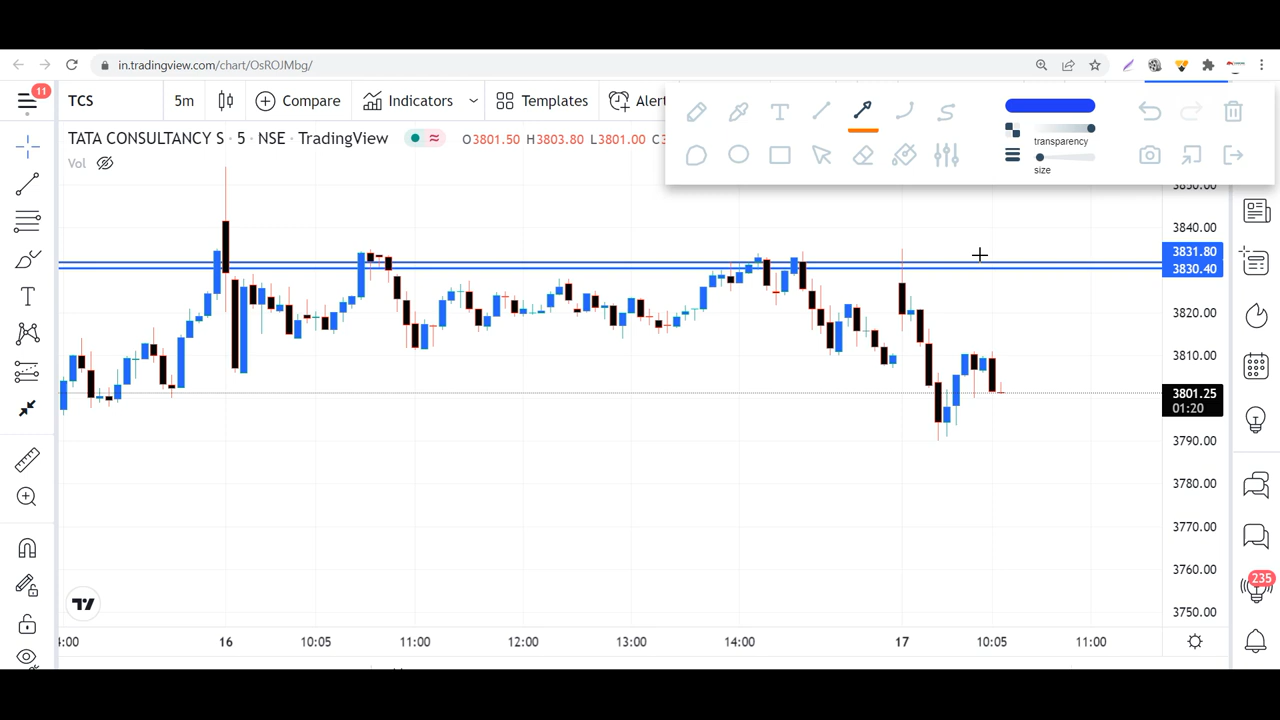 in.tradingview.com/chart/OsROJMbg/
11
TCS
5m
Compare
Indicators
Templates
Alert
transparency
size
TATA CONSULTANCY S · 5 · NSE · TradingView
O3801.50 H3803.80 L3801.00 C3
Vol
3850.00
3840.00
3831.80
3830.40
3820.00
3810.00
3801.25
01:20
3790.00
3780.00
3770.00
3760.00
3750.00
235
16
10:05
11:00
12:00
13:00
14:00
17
10:05
11:00